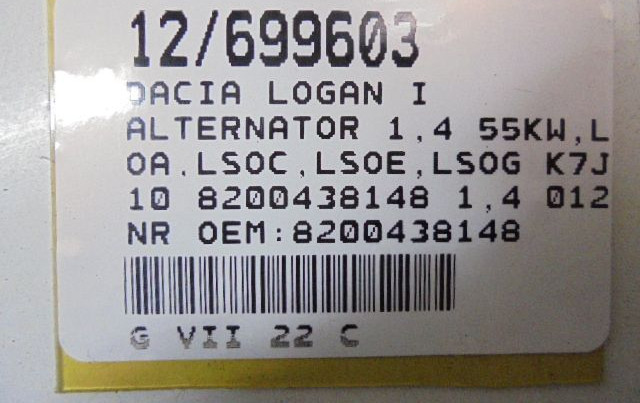 12/699603
DACIA LOGAN I
ALTERNATOR 1,4 55KW,L
OA.LSOC,LSOE,LSOG K7J
10 8200438148 1,4 012
NR OEM:8200438148
G VII 22 C